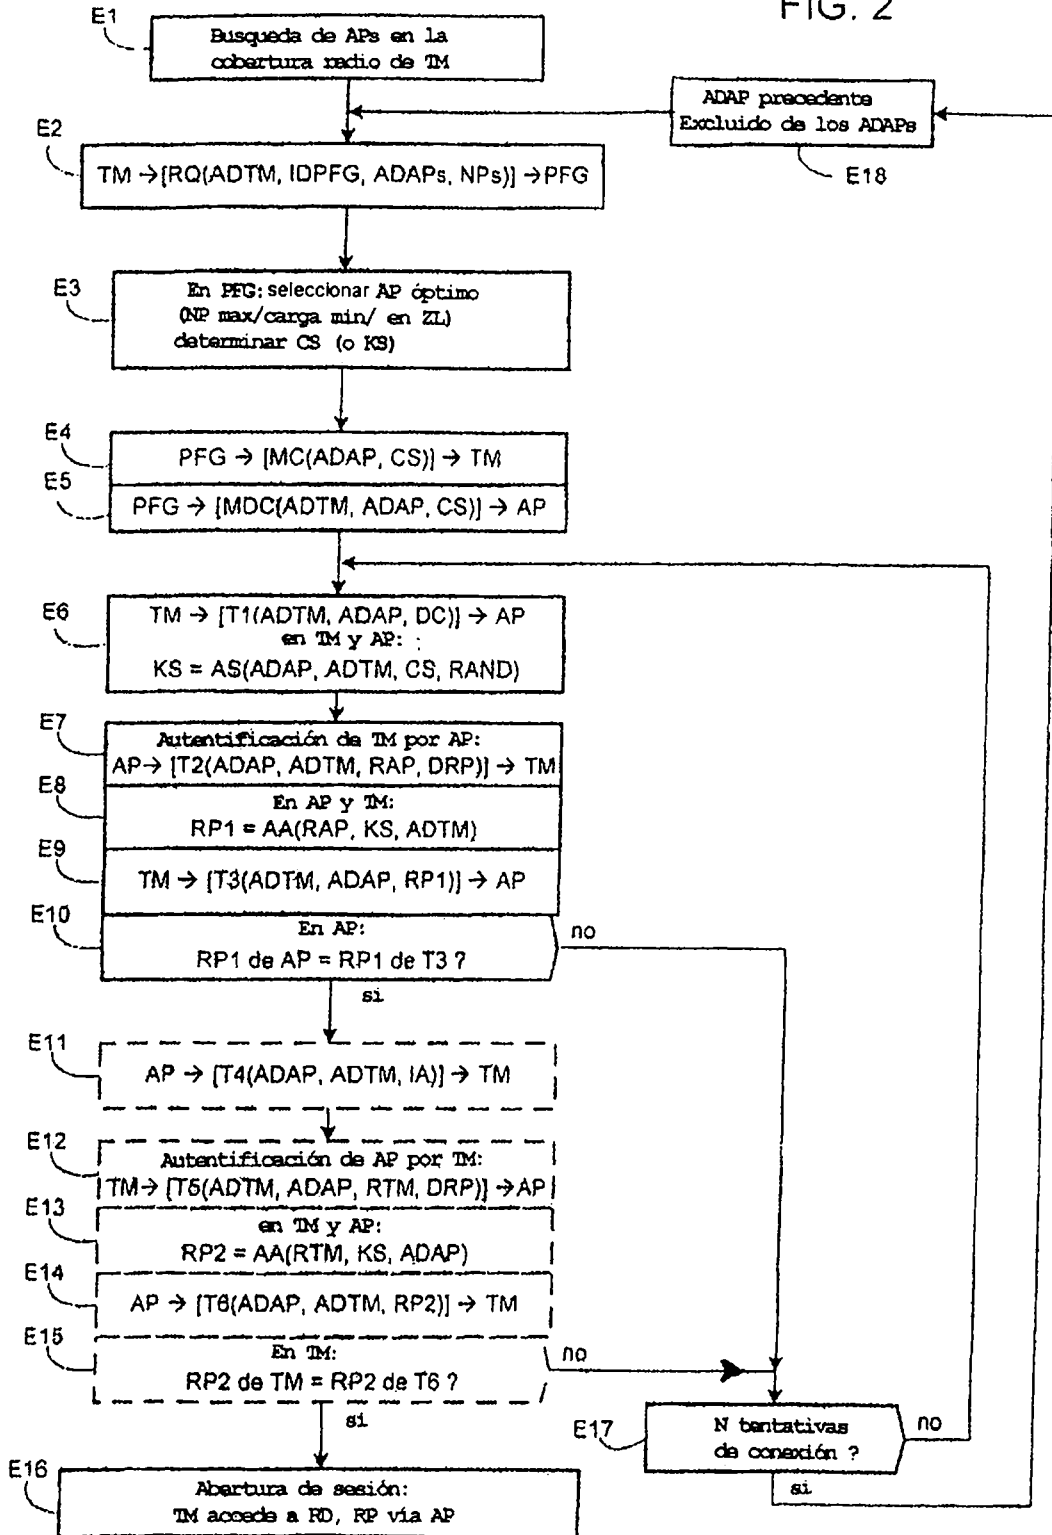 FIG. 2
E1
Busqueda de APs en la
cobertura radio de TM
ADAP precedente
Excluido de los ADAPs
E18
E2
TM →[RQ(ADTM, IDPFG, ADAPs, NPs)] →PFG
E3
En PFG: seleccionar AP óptimo
(NP max/carga min/ en ZL)
determinar CS (o KS)
E4
PFG → [MC(ADAP, CS)] → TM
E5
PFG → [MDC(ADTM, ADAP, CS)] → AP
E6
TM → [T1(ADTM, ADAP, DC)] → AP
en TM y AP:
KS = AS(ADAP, ADTM, CS, RAND)
E7
Autentificación de TM por AP:
AP→ [T2(ADAP, ADTM, RAP, DRP)] → TM
E8
En AP y TM:
RP1 = AA(RAP, KS, ADTM)
E9
TM → [T3(ADTM, ADAP, RP1)] → AP
E10
En AP:
RP1 de AP = RP1 de T3 ?
no
si
E11
AP → [T4(ADAP, ADTM, IA)] → TM
E12
Autentificación de AP por TM:
TM→ [T5(ADTM, ADAP, RTM, DRP)] →AP
E13
en TM y AP:
RP2 = AA(RTM, KS, ADAP)
E14
AP → [T6(ADAP, ADTM, RP2)] → TM
E15
En TM:
RP2 de TM = RP2 de T6 ?
no
si
E17
N tentativas
de conexión ?
no
si
E16
Abertura de sesión:
TM accede a RD, RP vía AP